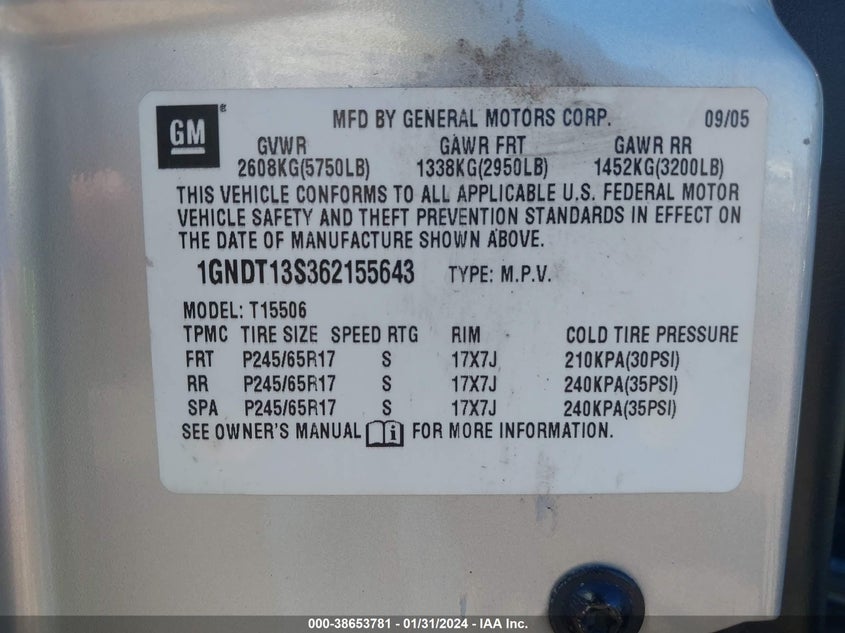 GM ® MFD BY GENERAL MOTORS CORP. 09/05
GVWR GAWR FRT GAWR RR
2608KG(5750LB) 1338KG(2950LB) 1452KG(3200LB)
THIS VEHICLE CONFORMS TO ALL APPLICABLE U.S. FEDERAL MOTOR
VEHICLE SAFETY AND THEFT PREVENTION STANDARDS IN EFFECT ON
THE DATE OF MANUFACTURE SHOWN ABOVE.
1GNDT13S362155643 TYPE: M.P.V.
MODEL: T15506
TPMC TIRE SIZE SPEED RTG RIM COLD TIRE PRESSURE
FRT P245/65R17 S 17X7J 210KPA(30PSI)
RR P245/65R17 S 17X7J 240KPA(35PSI)
SPA P245/65R17 S 17X7J 240KPA(35PSI)
SEE OWNER'S MANUAL i FOR MORE INFORMATION.
000-38653781 - 01/31/2024 - IAA Inc.